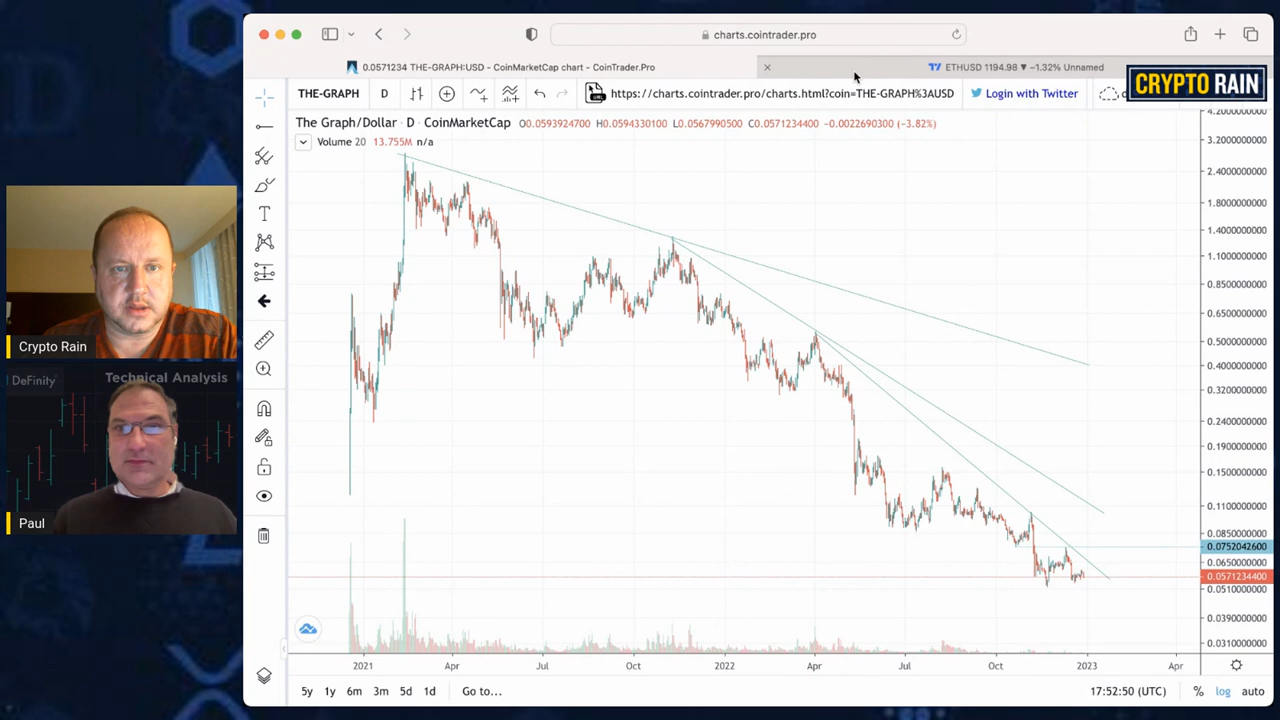 charts.cointrader.pro
0.0571234 THE-GRAPH:USD - CoinMarketCap chart - CoinTrader.Pro
ETHUSD 1194.98 ▼ −1.32% Unnamed
CRYPTO RAIN
THE-GRAPH
D
https://charts.cointrader.pro/charts.html?coin=THE-GRAPH%3AUSD
Login with Twitter
The Graph/Dollar · D · CoinMarketCap
O0.0593924700 H0.0594330100 L0.0567990500 C0.0571234400 −0.0022690300 (−3.82%)
Volume 20 13.755M n/a
4.2000000000
3.2000000000
2.4000000000
1.8000000000
1.4000000000
1.1000000000
0.8500000000
0.6500000000
0.5000000000
0.4000000000
0.3200000000
0.2400000000
0.1900000000
0.1500000000
0.1100000000
0.0850000000
0.0752042600
0.0650000000
0.0571234400
0.0510000000
0.0390000000
0.0310000000
Crypto Rain
DeFinity
Technical Analysis
Paul
2021 Apr Jul Oct 2022 Apr Jul Oct 2023 Apr
5y 1y 6m 3m 5d 1d Go to...
17:52:50 (UTC) % log auto